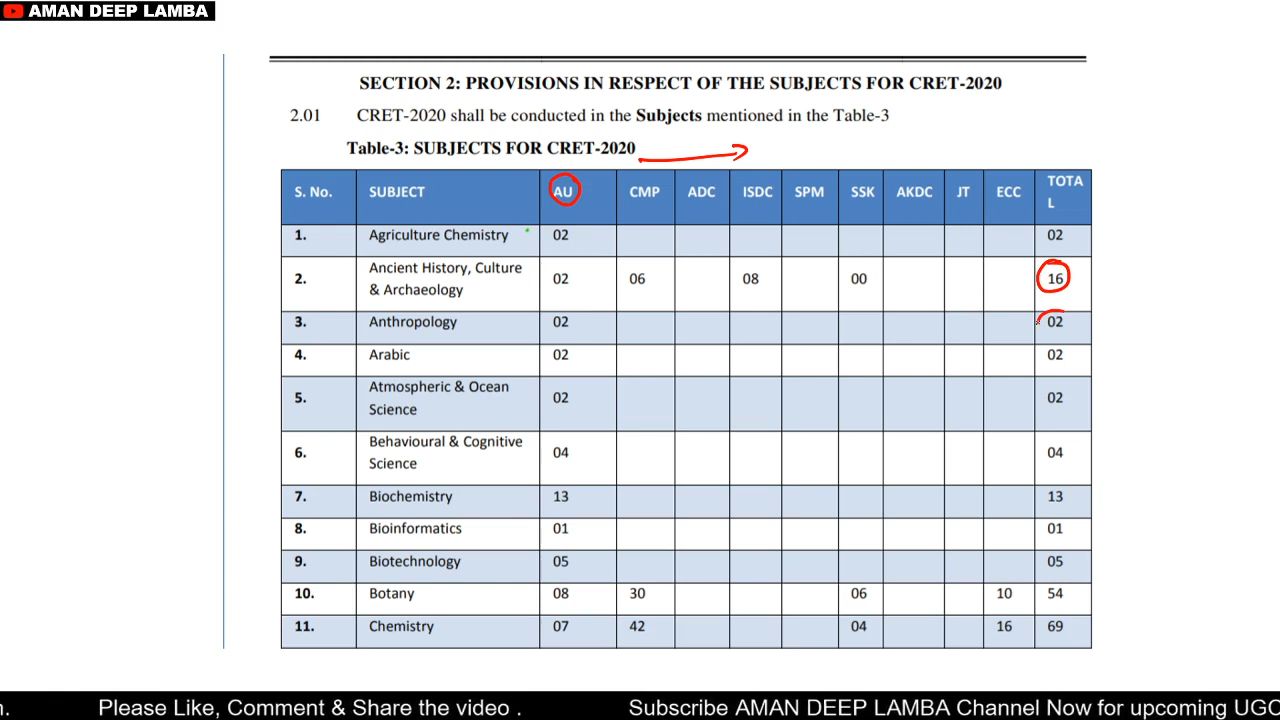 AMAN DEEP LAMBA
SECTION 2: PROVISIONS IN RESPECT OF THE SUBJECTS FOR CRET-2020
2.01 CRET-2020 shall be conducted in the Subjects mentioned in the Table-3
Table-3: SUBJECTS FOR CRET-2020
S. No. SUBJECT AU CMP ADC ISDC SPM SSK AKDC JT ECC TOTA
L
1. Agriculture Chemistry 02 02
Ancient History, Culture
2. 02 06 08 00 16
& Archaeology
3. Anthropology 02 02
4. Arabic 02 02
Atmospheric & Ocean
5. 02 02
Science
Behavioural & Cognitive
6. 04 04
Science
7. Biochemistry 13 13
8. Bioinformatics 01 01
9. Biotechnology 05 05
10. Botany 08 30 06 10 54
11. Chemistry 07 42 04 16 69
n. Please Like, Comment & Share the video . Subscribe AMAN DEEP LAMBA Channel Now for upcoming UGC